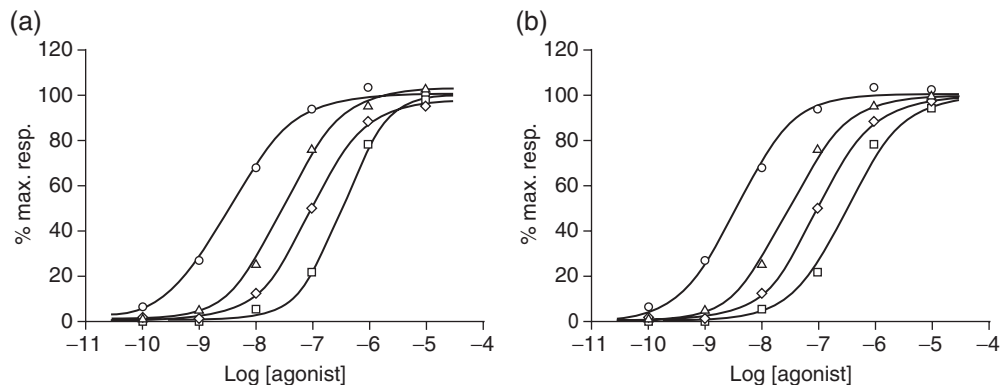 (a)
120
100
80
60
40
20
0
% max. resp.
–11 –10 –9 –8 –7 –6 –5 –4
Log [agonist]
(b)
120
100
80
60
40
20
0
% max. resp.
–11 –10 –9 –8 –7 –6 –5 –4
Log [agonist]